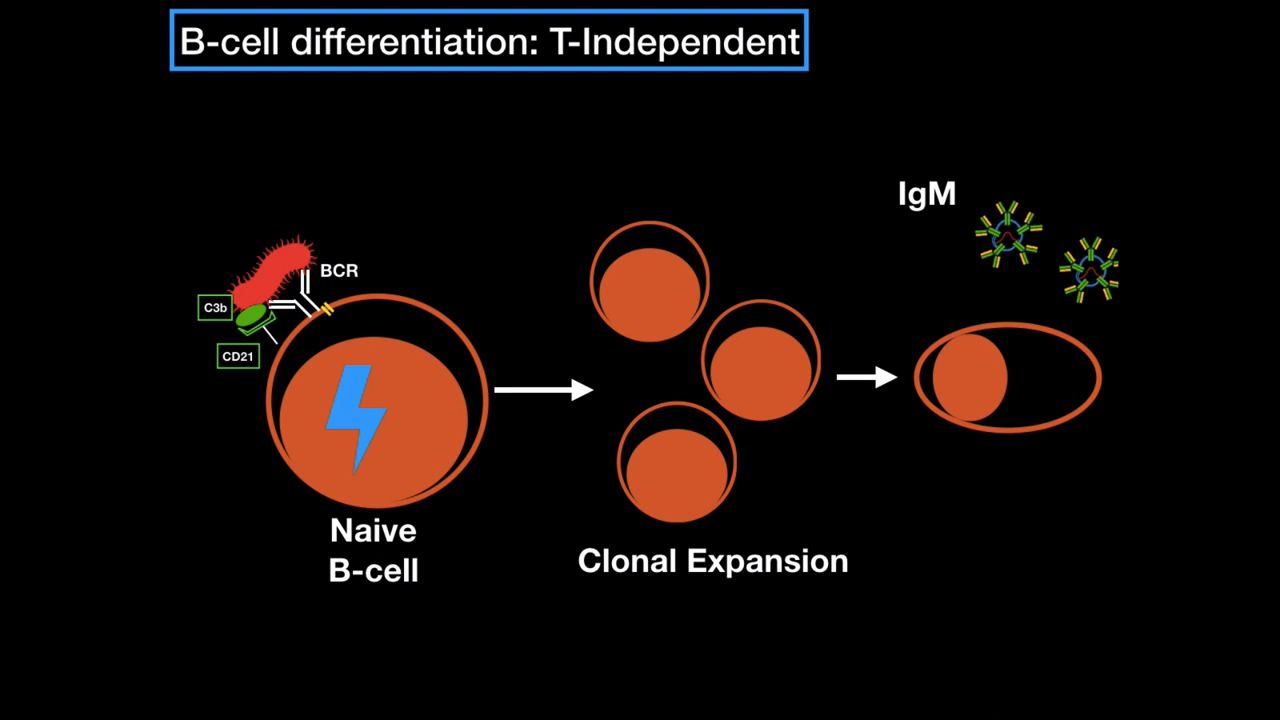 B-cell differentiation: T-Independent
IgM
BCR
C3b
CD21
Naive
B-cell
Clonal Expansion